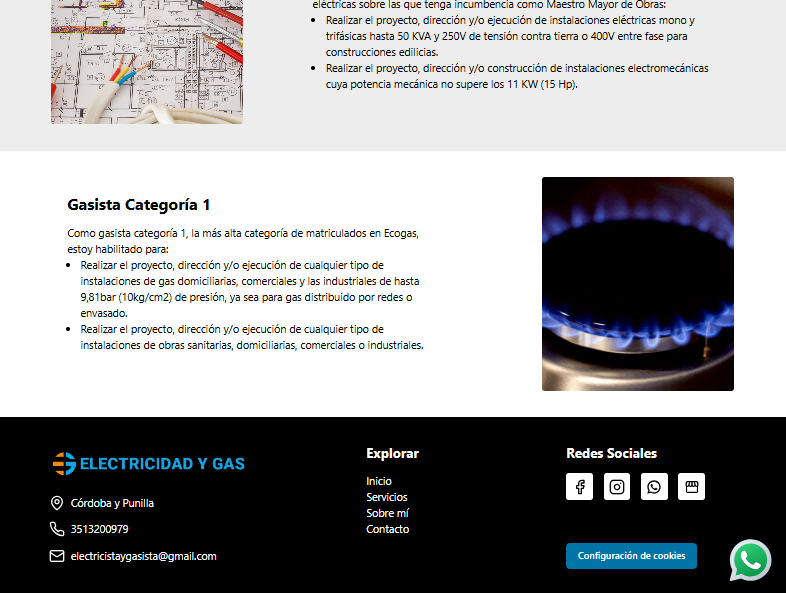 eléctricas sobre las que tenga incumbencia como Maestro Mayor de Obras:
Realizar el proyecto, dirección y/o ejecución de instalaciones eléctricas mono y
trifásicas hasta 50 KVA y 250V de tensión contra tierra o 400V entre fase para
construcciones edilicias.
Realizar el proyecto, dirección y/o construcción de instalaciones electromecánicas
cuya potencia mecánica no supere los 11 KW (15 Hp).
Gasista Categoría 1
Como gasista categoría 1, la más alta categoría de matriculados en Ecogas,
estoy habilitado para:
Realizar el proyecto, dirección y/o ejecución de cualquier tipo de
instalaciones de gas domiciliarias, comerciales y las industriales de hasta
9,81bar (10kg/cm2) de presión, ya sea para gas distribuido por redes o
envasado.
Realizar el proyecto, dirección y/o ejecución de cualquier tipo de
instalaciones de obras sanitarias, domiciliarias, comerciales o industriales.
ELECTRICIDAD Y GAS
Córdoba y Punilla
3513200979
electricistaygasista@gmail.com
Explorar
Inicio
Servicios
Sobre mí
Contacto
Redes Sociales
Configuración de cookies